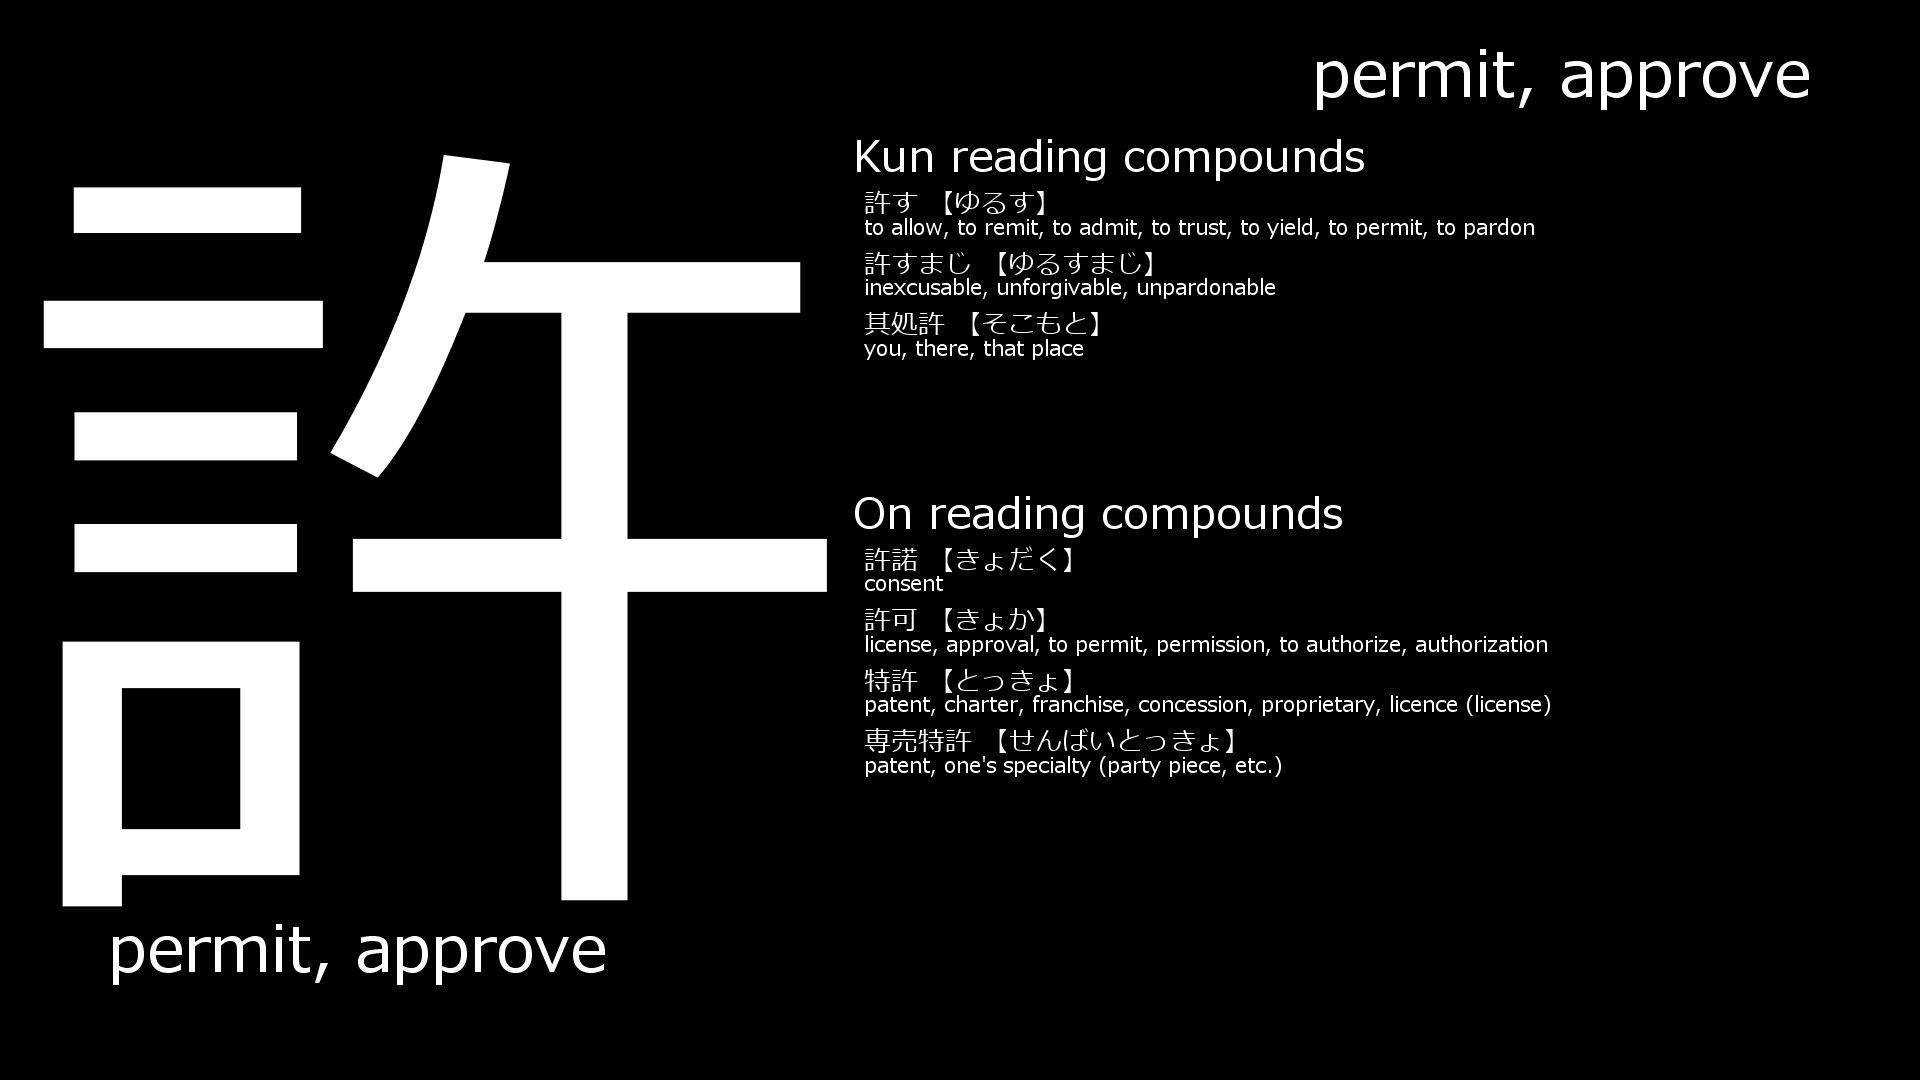 permit, approve
許
permit, approve
Kun reading compounds
許す 【ゆるす】
to allow, to remit, to admit, to trust, to yield, to permit, to pardon
許すまじ 【ゆるすまじ】
inexcusable, unforgivable, unpardonable
其処許 【そこもと】
you, there, that place
On reading compounds
許諾 【きょだく】
consent
許可 【きょか】
license, approval, to permit, permission, to authorize, authorization
特許 【とっきょ】
patent, charter, franchise, concession, proprietary, licence (license)
専売特許 【せんばいとっきょ】
patent, one's specialty (party piece, etc.)